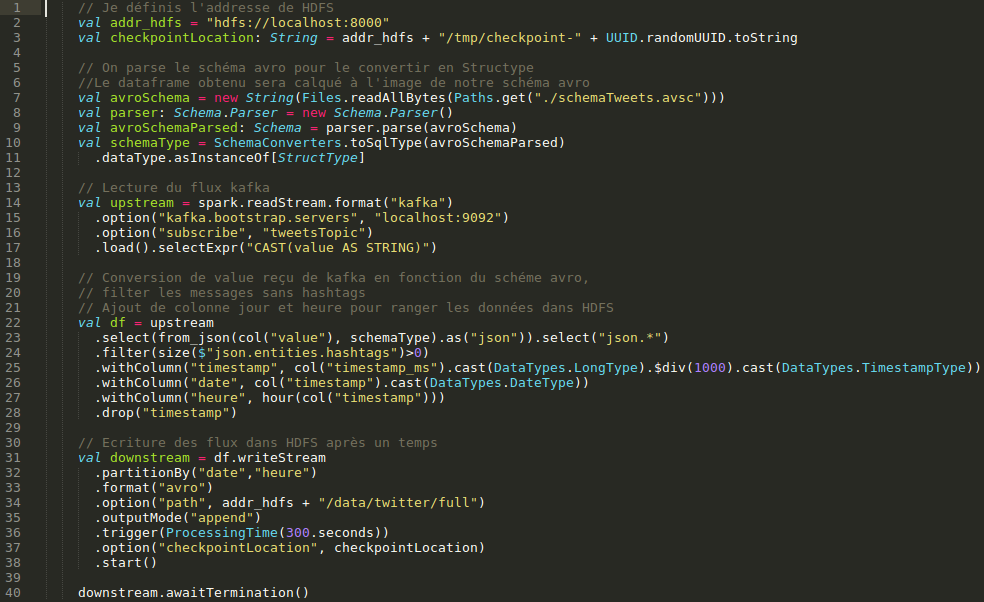 1 // Je définis l'addresse de HDFS
2 val addr_hdfs = "hdfs://localhost:8000"
3 val checkpointLocation: String = addr_hdfs + "/tmp/checkpoint-" + UUID.randomUUID.toString
4
5 // On parse le schéma avro pour le convertir en Structype
6 //Le dataframe obtenu sera calqué à l'image de notre schéma avro
7 val avroSchema = new String(Files.readAllBytes(Paths.get("./schemaTweets.avsc")))
8 val parser: Schema.Parser = new Schema.Parser()
9 val avroSchemaParsed: Schema = parser.parse(avroSchema)
10 val schemaType = SchemaConverters.toSqlType(avroSchemaParsed)
11 .dataType.asInstanceOf[StructType]
12
13 // Lecture du flux kafka
14 val upstream = spark.readStream.format("kafka")
15 .option("kafka.bootstrap.servers", "localhost:9092")
16 .option("subscribe", "tweetsTopic")
17 .load().selectExpr("CAST(value AS STRING)")
18
19 // Conversion de value reçu de kafka en fonction du schéme avro,
20 // filter les messages sans hashtags
21 // Ajout de colonne jour et heure pour ranger les données dans HDFS
22 val df = upstream
23 .select(from_json(col("value"), schemaType).as("json")).select("json.*")
24 .filter(size($"json.entities.hashtags")>0)
25 .withColumn("timestamp", col("timestamp_ms").cast(DataTypes.LongType).$div(1000).cast(DataTypes.TimestampType))
26 .withColumn("date", col("timestamp").cast(DataTypes.DateType))
27 .withColumn("heure", hour(col("timestamp")))
28 .drop("timestamp")
29
30 // Ecriture des flux dans HDFS après un temps
31 val downstream = df.writeStream
32 .partitionBy("date","heure")
33 .format("avro")
34 .option("path", addr_hdfs + "/data/twitter/full")
35 .outputMode("append")
36 .trigger(ProcessingTime(300.seconds))
37 .option("checkpointLocation", checkpointLocation)
38 .start()
39
40 downstream.awaitTermination()